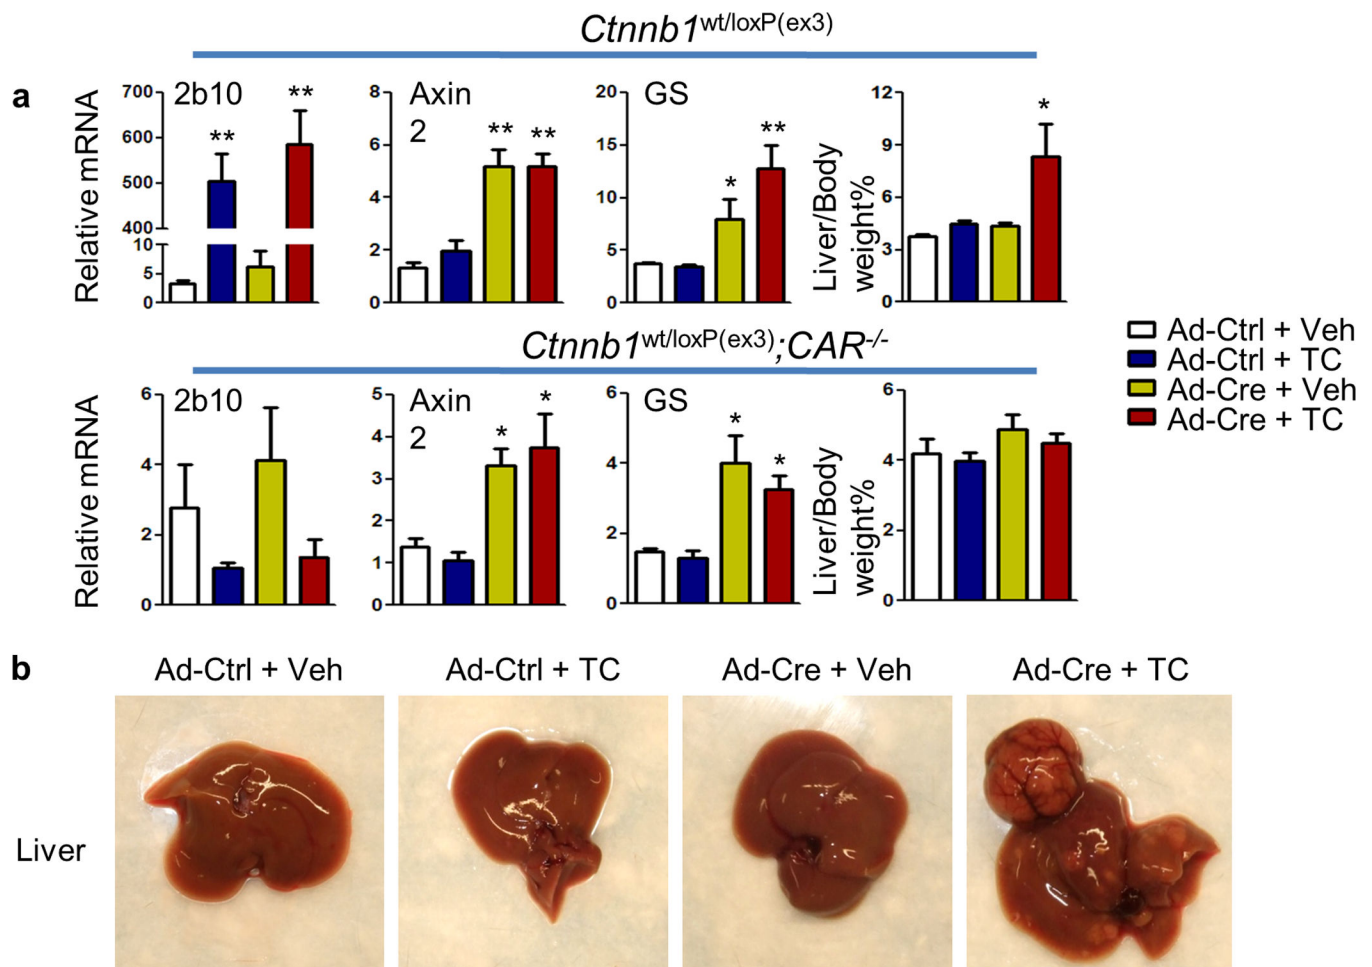 Ctnnb1wt/loxP(ex3)
a
Relative mRNA
2b10
700
600
500
400
10
5
0
**
**
Axin
2
8
6
4
2
0
**
**
GS
20
15
10
5
0
*
**
Liver/Body
weight%
12
9
6
3
0
*
Ctnnb1wt/loxP(ex3);CAR-/-
Relative mRNA
2b10
6
4
2
0
Axin
2
5
4
3
2
1
0
*
*
GS
6
4
2
0
*
*
Liver/Body
weight%
6
4
2
0
Ad-Ctrl + Veh
Ad-Ctrl + TC
Ad-Cre + Veh
Ad-Cre + TC
b
Ad-Ctrl + Veh
Ad-Ctrl + TC
Ad-Cre + Veh
Ad-Cre + TC
Liver